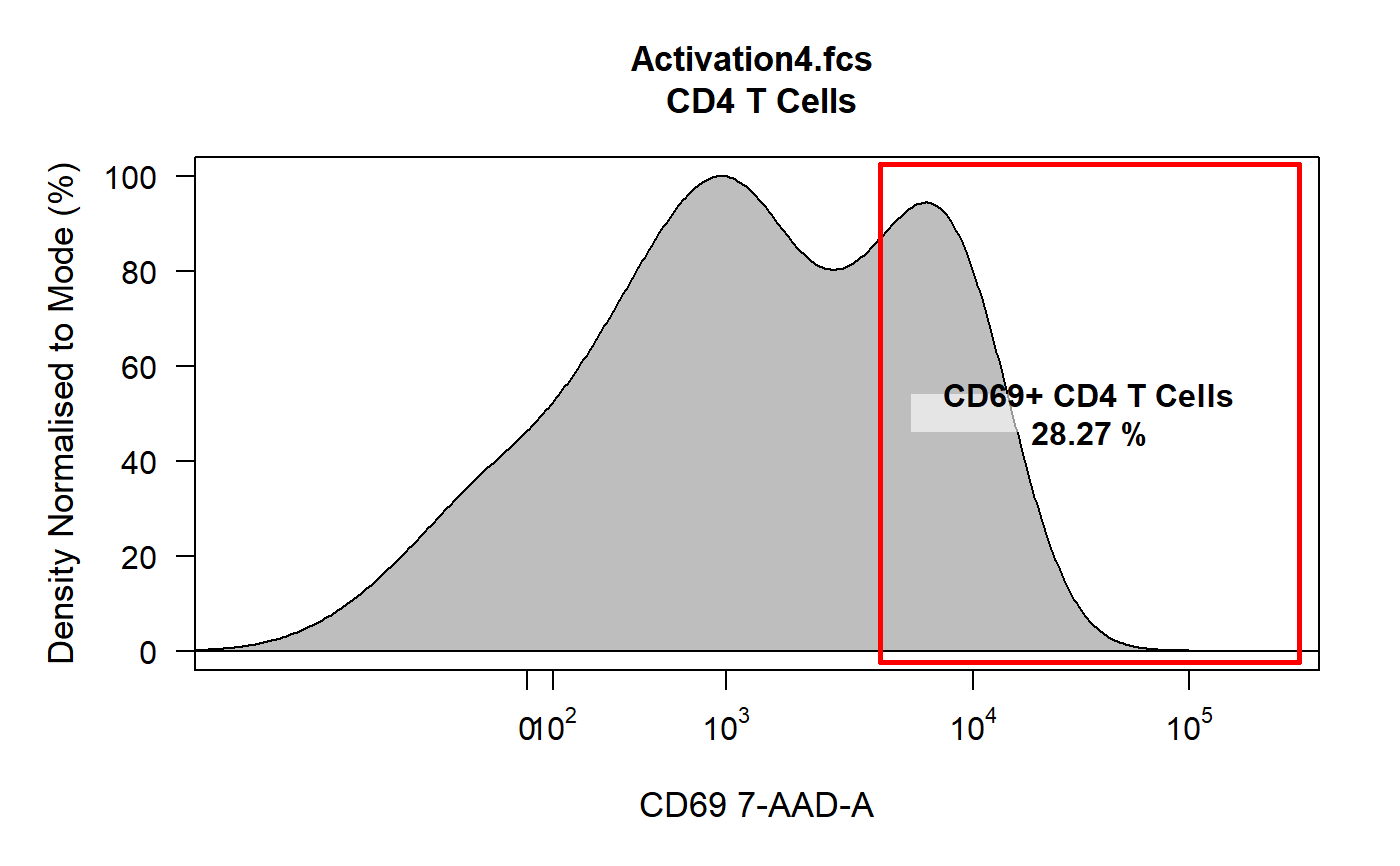 Activation4.fcs
CD4 T Cells
Density Normalised to Mode (%)
100
80
60
40
20
0
CD69+ CD4 T Cells
28.27 %
0 10² 10³ 10⁴ 10⁵
CD69 7-AAD-A